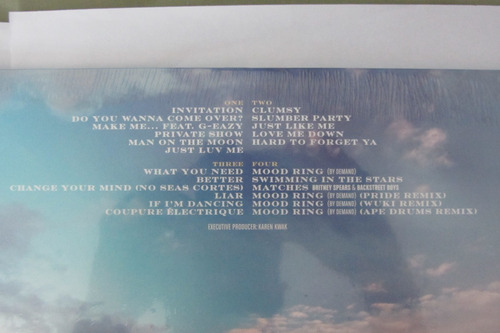 ONE
INVITATION
DO YOU WANNA COME OVER?
MAKE ME... FEAT. G-EAZY
PRIVATE SHOW
MAN ON THE MOON
JUST LUV ME
TWO
CLUMSY
SLUMBER PARTY
JUST LIKE ME
LOVE ME DOWN
HARD TO FORGET YA
THREE
WHAT YOU NEED
BETTER
CHANGE YOUR MIND (NO SEAS CORTES)
LIAR
IF I'M DANCING
COUPURE ÉLECTRIQUE
FOUR
MOOD RING (BY DEMAND)
SWIMMING IN THE STARS
MATCHES BRITNEY SPEARS & BACKSTREET BOYS
MOOD RING (BY DEMAND) (PRIDE REMIX)
MOOD RING (BY DEMAND) (WUKI REMIX)
MOOD RING (BY DEMAND) (APE DRUMS REMIX)
EXECUTIVE PRODUCER: KAREN KWAK